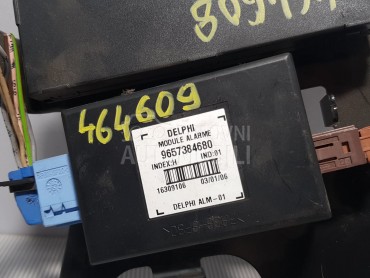 464609
DELPHI
MODULE ALARME
9657384680
INDEX:H IND:01
16309106 03/01/06
DELPHI ALM-01